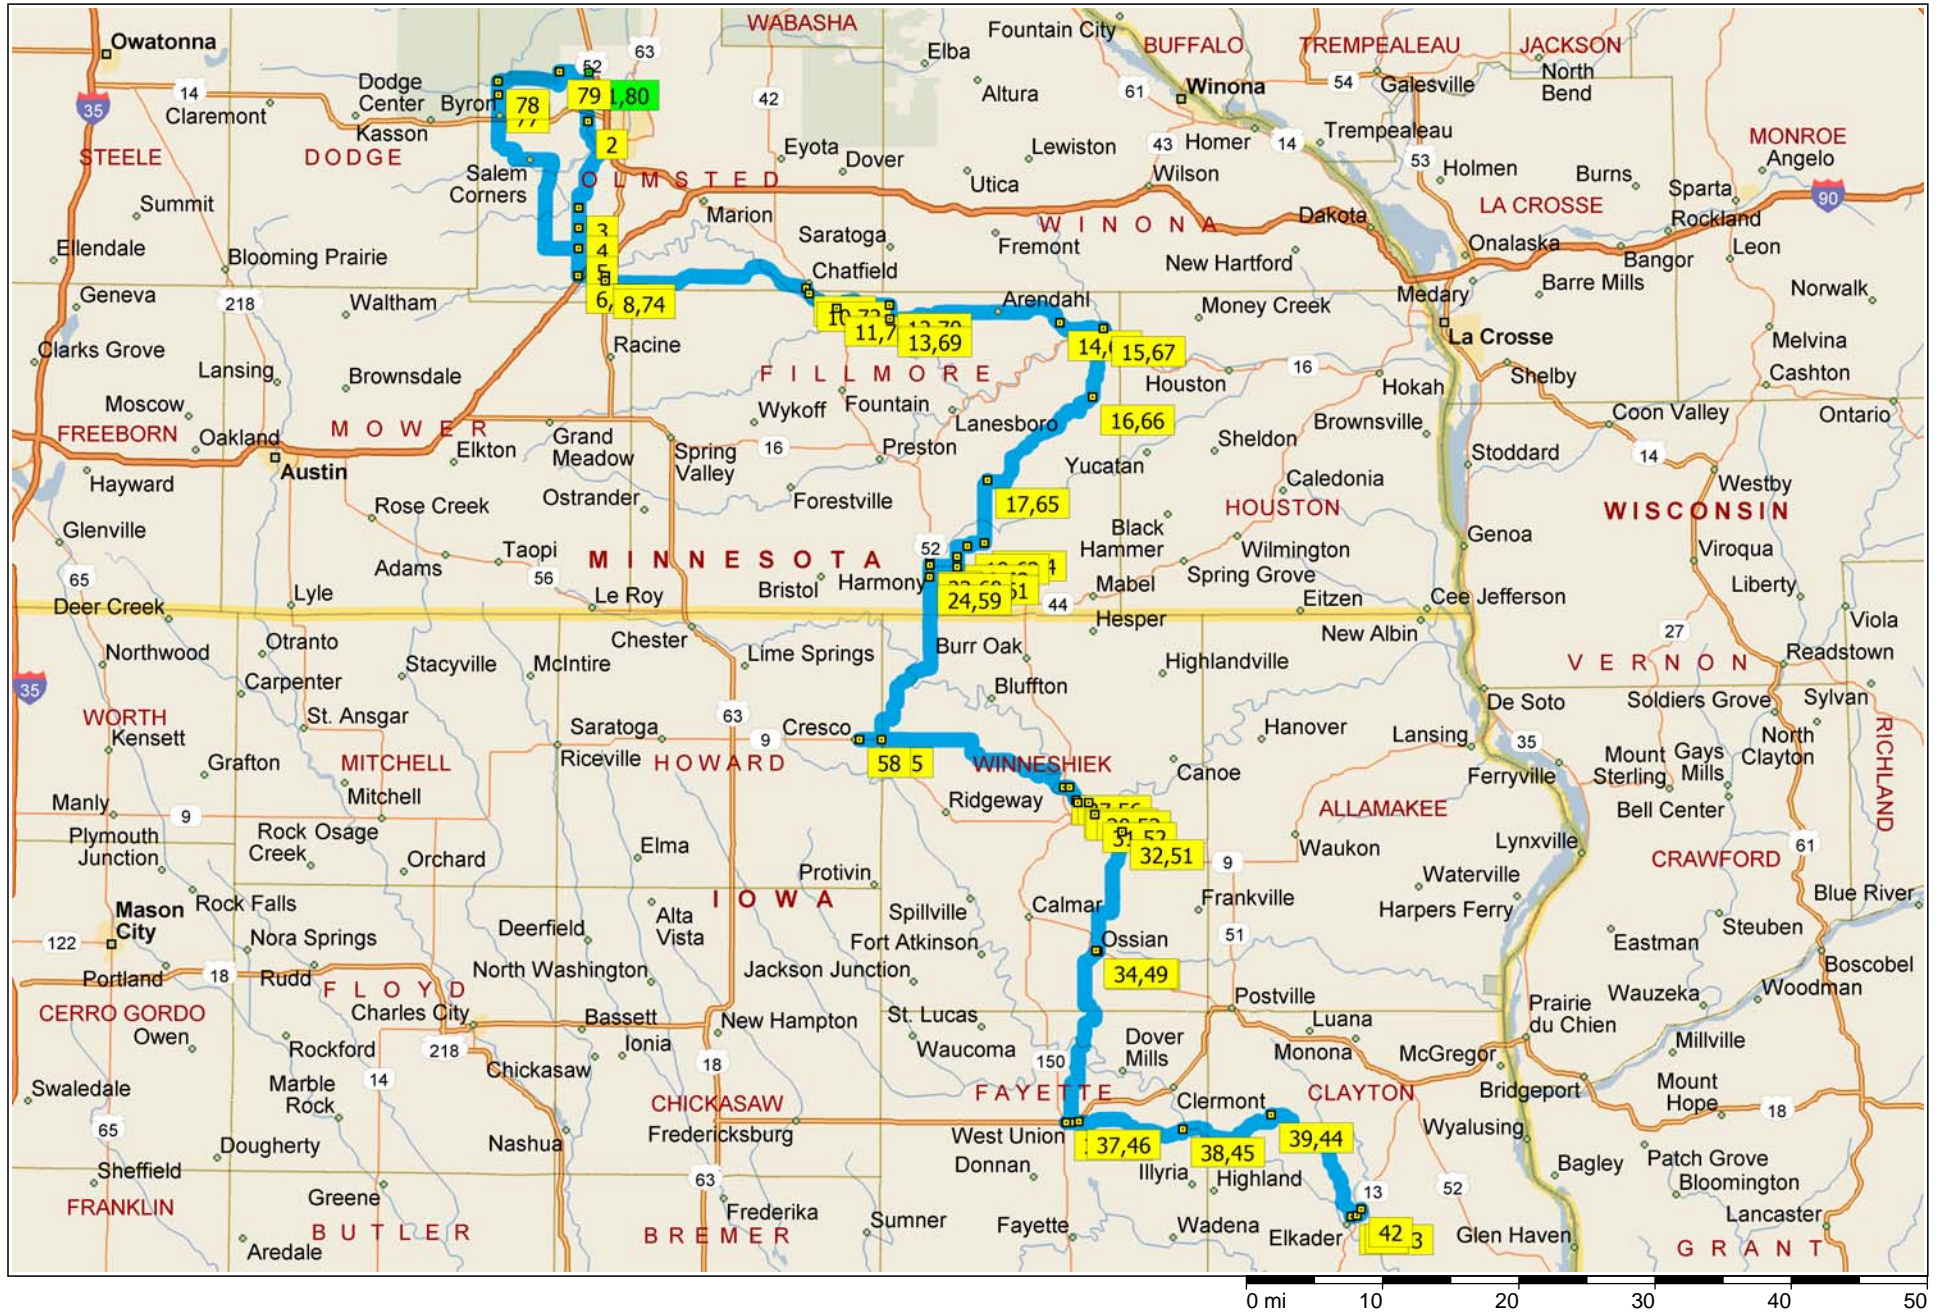 WABASHA
Fountain City
Owatonna
63
52
Elba
BUFFALO
TREMPEALEAU
JACKSON
North
Bend
Dodge
Center
14
Claremont
Byron
78
77
79
1,80
42
Altura
61
Winona
54
Galesville
35
Kasson
2
STEELE
DODGE
Eyota
Dover
Lewiston
43
Homer
14
Trempealeau
53
Holmen
MONROE
Angelo
Salem
Corners
OLMSTED
Utica
Wilson
Burns
Sparta
90
Summit
Marion
WINONA
Dakota
LA CROSSE
Rockland
Ellendale
Blooming Prairie
3
4
5
Saratoga
Fremont
New Hartford
Onalaska
Bangor
Leon
Chatfield
Barre Mills
Geneva
218
Waltham
6,
8,74
Arendahl
Money Creek
Medary
Norwalk
11,7
13,69
14,
15,67
Clarks Grove
Racine
La Crosse
Melvina
Lansing
Brownsdale
FILLMORE
Houston
16
Hokah
Shelby
Cashton
Moscow
Wykoff
Fountain
Lanesboro
16,66
Brownsville
Coon Valley
Ontario
FREEBORN
Oakland
MOWER
Elkton
Grand
Meadow
Spring
Valley
16
Preston
Yucatan
Sheldon
Stoddard
14
Hayward
Austin
Ostrander
Forestville
Caledonia
Westby
Rose Creek
17,65
HOUSTON
WISCONSIN
Glenville
Black
Hammer
Genoa
Adams
Taopi
MINNESOTA
52
Wilmington
Viroqua
65
56
Bristol
Harmony
Mabel
Spring Grove
Liberty
Deer Creek
Lyle
Le Roy
24,59
44
Eitzen
Cee Jefferson
Otranto
Chester
Hesper
New Albin
Viola
Northwood
Stacyville
McIntire
Lime Springs
Burr Oak
Highlandville
27
VERNON
Readstown
35
Carpenter
Bluffton
De Soto
Soldiers Grove
Sylvan
WORTH
Kensett
St. Ansgar
Saratoga
63
9
Cresco
Hanover
Lansing
35
North
Clayton
RICHLAND
Grafton
MITCHELL
Riceville
HOWARD
58
5
WINNESHIEK
Canoe
Ferryville
Mount
Sterling
Gays
Mills
Manly
Mitchell
Ridgeway
ALLAMAKEE
Bell Center
9
Plymouth
Junction
Rock
Creek
Osage
Orchard
Elma
Protivin
32,51
9
Waukon
Lynxville
61
CRAWFORD
Mason
City
Rock Falls
IOWA
Waterville
Blue River
Alta
Vista
Spillville
Calmar
Frankville
Harpers Ferry
122
Nora Springs
Deerfield
Fort Atkinson
Ossian
51
Eastman
Steuben
Portland
18
Rudd
North Washington
Jackson Junction
34,49
Boscobel
CERRO GORDO
FLOYD
Charles City
Postville
Prairie
du Chien
Wauzeka
Woodman
Owen
Rockford
218
Bassett
Ionia
New Hampton
St. Lucas
Waucoma
Dover
Mills
Luana
Monona
McGregor
Millville
Swaledale
Marble
Rock
14
Chickasaw
18
150
FAYETTE
CLAYTON
Bridgeport
Mount
Hope
65
CHICKASAW
Fredericksburg
Clermont
18
Dougherty
Nashua
West Union
37,46
38,45
39,44
Wyalusing
Sheffield
Donnan
Illyria
Highland
13
52
Bagley
Patch Grove
Bloomington
FRANKLIN
Greene
63
Frederika
Sumner
Fayette
Wadena
Elkader
42
3
Glen Haven
Lancaster
Aredale
BUTLER
BREMER
GRANT
0 mi
10
20
30
40
50